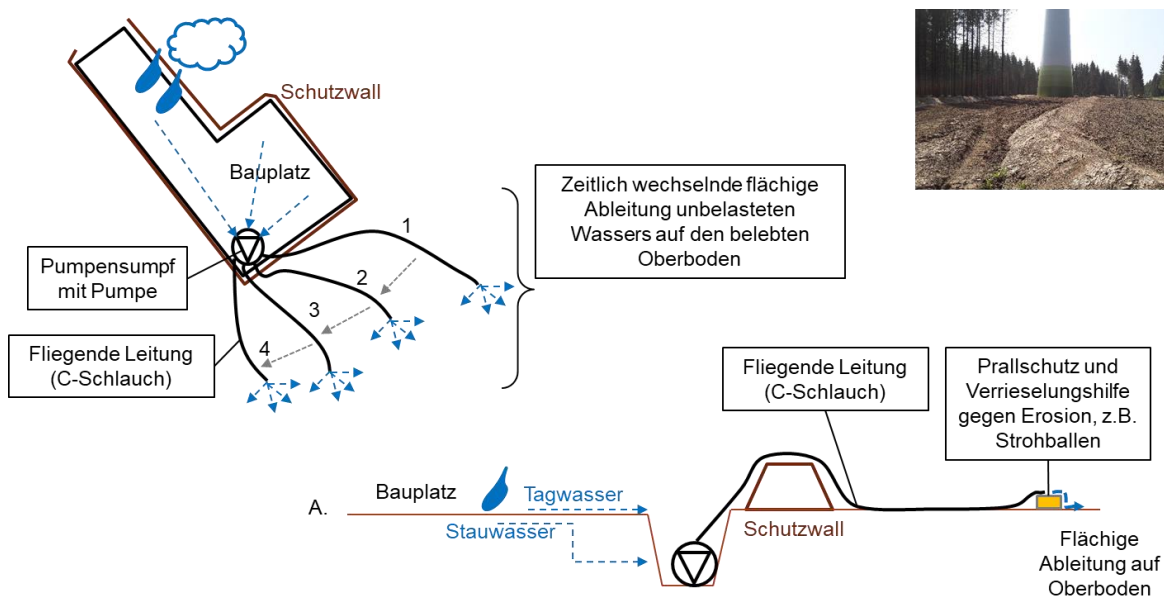 Schutzwall
Bauplatz
1
2
3
4
Pumpensumpf
mit Pumpe
Fliegende Leitung
(C-Schlauch)
Zeitlich wechselnde flächige
Ableitung unbelasteten
Wassers auf den belebten
Oberboden
Fliegende Leitung
(C-Schlauch)
Prallschutz und
Verrieselungshilfe
gegen Erosion, z.B.
Strohballen
A.
Bauplatz
Tagwasser
Stauwasser
Schutzwall
Flächige
Ableitung auf
Oberboden